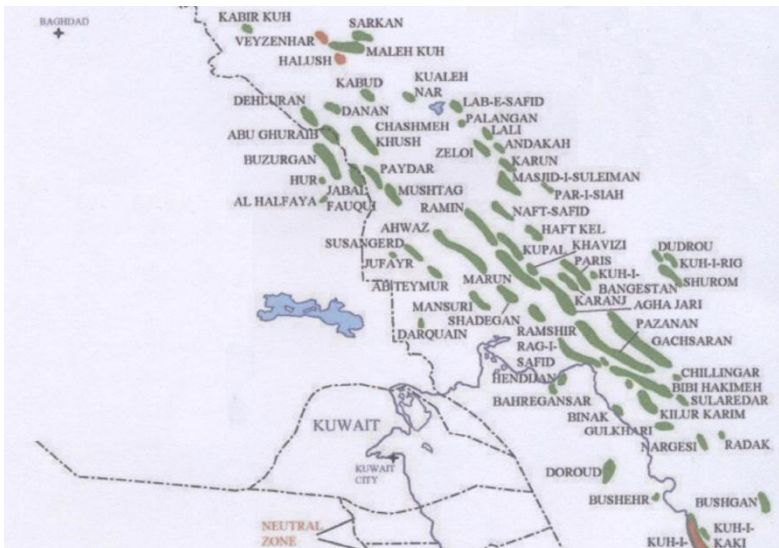 BAGHDAD
KABIR KUH
SARKAN
VEYZENHAR
MALEH KUH
HALUSH
KABUD
KUALEH
NAR
DEHLURAN
DANAN
LAB-E-SAFID
PALANGAN
ABU GHURAIB
CHASHMEH
KHUSH
LALI
ANDAKAH
ZELOI
BUZURGAN
KARUN
PAYDAR
MASJID-I-SULEIMAN
HUR
JABAL
FAUQUI
MUSHTAG
PAR-I-SIAH
AL HALFAYA
RAMIN
NAFT-SAFID
AHWAZ
HAFT KEL
SUSANGERD
KUPAL
KHAVIZI
DUDROU
JUFAYR
PARIS
KUH-I-RIG
ABITEYMUR
MARUN
KUH-I-
BANGESTAN
SHUROM
MANSURI
KARANJ
AGHA JARI
SHADEGAN
RAMSHIR
PAZANAN
DARQUAIN
RAG-I-
SAFID
GACHSARAN
HENDIJAN
CHILLINGAR
BIBI HAKIMEH
BAHREGANSAR
SULAREDAR
BINAK
KILUR KARIM
KUWAIT
GULKHARI
NARGESI
RADAK
KUWAIT
CITY
DOROUD
BUSHEHR
BUSHGAN
NEUTRAL
ZONE
KUH-I-
KAKI
KUH-I-